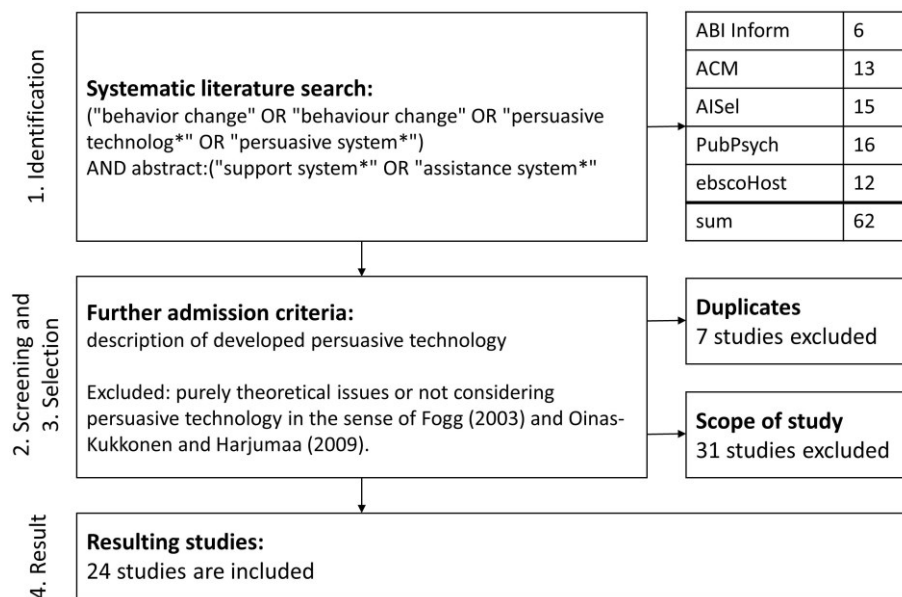 1. Identification
Systematic literature search:
("behavior change" OR "behaviour change" OR "persuasive
technolog*" OR "persuasive system*")
AND abstract:("support system*" OR "assistance system*"
ABI Inform 6
ACM 13
AISel 15
PubPsych 16
ebscoHost 12
sum 62
2. Screening and
3. Selection
Further admission criteria:
description of developed persuasive technology
Excluded: purely theoretical issues or not considering
persuasive technology in the sense of Fogg (2003) and Oinas-
Kukkonen and Harjumaa (2009).
Duplicates
7 studies excluded
Scope of study
31 studies excluded
4. Result
Resulting studies:
24 studies are included